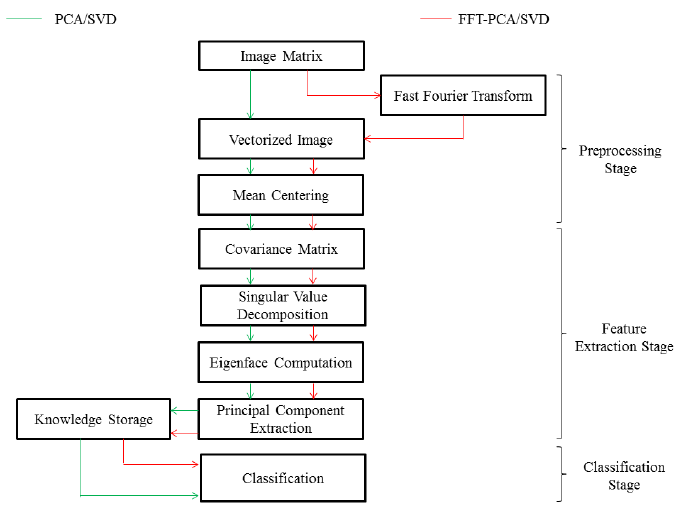 PCA/SVD
FFT-PCA/SVD
Image Matrix
Fast Fourier Transform
Vectorized Image
Preprocessing
Stage
Mean Centering
Covariance Matrix
Singular Value
Decomposition
Feature
Extraction Stage
Eigenface Computation
Principal Component
Extraction
Knowledge Storage
Classification
Classification
Stage